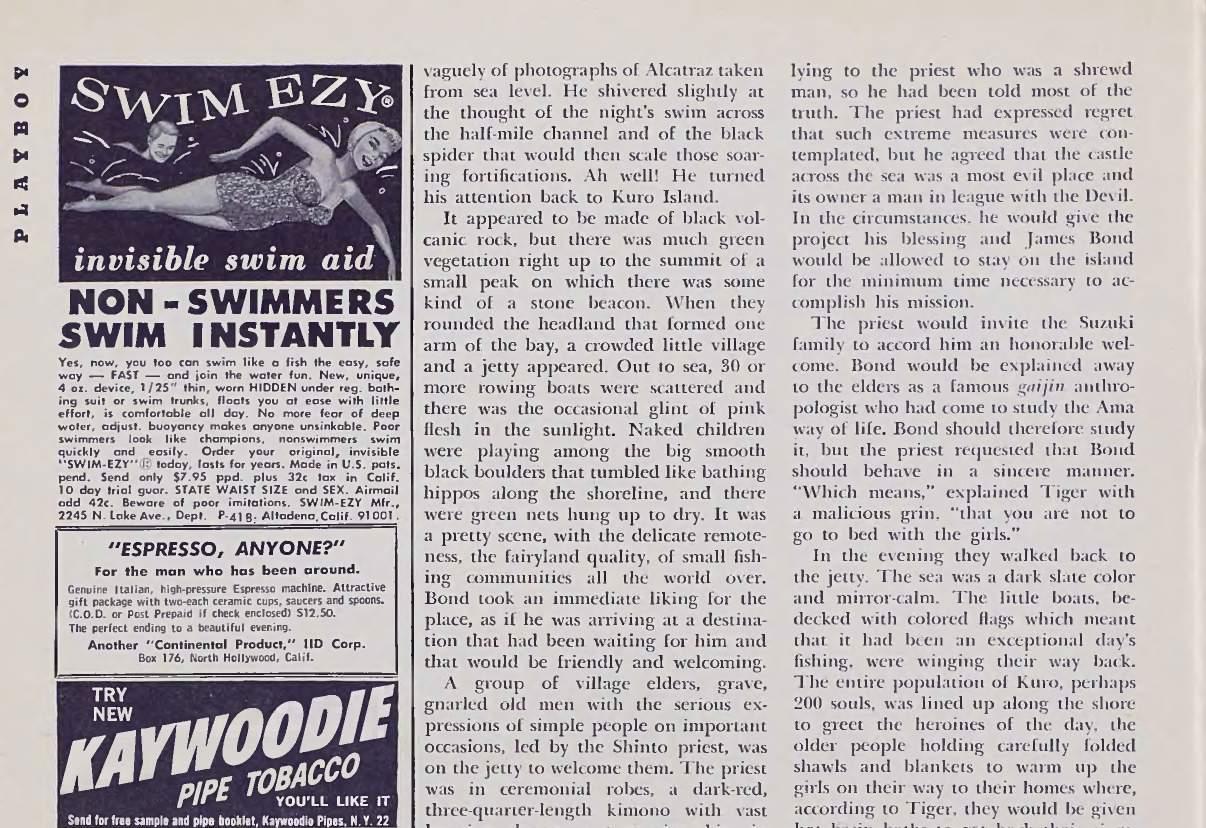 PLAYBOY
SWIM EZY®
invisible swim aid
NON - SWIMMERS
SWIM INSTANTLY
Yes, now, you too can swim like a fish the easy, safe
way — FAST — and join the water fun. New, unique,
4 oz. device, 1/25" thin, worn HIDDEN under reg. bath-
ing suit or swim trunks, floats you at ease with little
effort, is comfortable all day. No more fear of deep
water, adjust. buoyancy makes anyone unsinkable. Poor
swimmers look like champions, nonswimmers swim
quickly and easily. Order your original, invisible
"SWIM-EZY"® today, lasts for years. Made in U.S. pats.
pend. Send only $7.95 ppd. plus 32c tax in Calif.
10 day trial guar. STATE WAIST SIZE and SEX. Airmail
add 42c. Beware of poor imitations. SWIM-EZY Mfr.,
2245 N. Lake Ave., Dept. P-41B, Altadena, Calif. 91001.
"ESPRESSO, ANYONE?"
For the man who has been around.
Genuine Italian, high-pressure Espresso machine. Attractive
gift package with two-each ceramic cups, saucers and spoons.
(C.O.D. or Post Prepaid if check enclosed) $12.50.
The perfect ending to a beautiful evening.
Another "Continental Product," IID Corp.
Box 176, North Hollywood, Calif.
TRY
NEW
KAYWOODIE
PIPE TOBACCO
YOU'LL LIKE IT
Send for free sample and pipe booklet, Kaywoodie Pipes, N.Y. 22
vaguely of photographs of Alcatraz taken
from sea level. He shivered slightly at
the thought of the night's swim across
the half-mile channel and of the black
spider that would then scale those soar-
ing fortifications. Ah well! He turned
his attention back to Kuro Island.
It appeared to be made of black vol-
canic rock, but there was much green
vegetation right up to the summit of a
small peak on which there was some
kind of a stone beacon. When they
rounded the headland that formed one
arm of the bay, a crowded little village
and a jetty appeared. Out to sea, 30 or
more rowing boats were scattered and
there was the occasional glint of pink
flesh in the sunlight. Naked children
were playing among the big smooth
black boulders that tumbled like bathing
hippos along the shoreline, and there
were green nets hung up to dry. It was
a pretty scene, with the delicate remote-
ness, the fairyland quality, of small fish-
ing communities all the world over.
Bond took an immediate liking for the
place, as if he was arriving at a destina-
tion that had been waiting for him and
that would be friendly and welcoming.
A group of village elders, grave,
gnarled old men with the serious ex-
pressions of simple people on important
occasions, led by the Shinto priest, was
on the jetty to welcome them. The priest
was in ceremonial robes, a dark-red,
three-quarter-length kimono with vast
lying to the priest who was a shrewd
man, so he had been told most of the
truth. The priest had expressed regret
that such extreme measures were con-
templated, but he agreed that the castle
across the sea was a most evil place and
its owner a man in league with the Devil.
In the circumstances, he would give the
project his blessing and James Bond
would be allowed to stay on the island
for the minimum time necessary to ac-
complish his mission.
The priest would invite the Suzuki
family to accord him an honorable wel-
come. Bond would be explained away
to the elders as a famous gaijin anthro-
pologist who had come to study the Ama
way of life. Bond should therefore study
it, but the priest requested that Bond
should behave in a sincere manner.
"Which means," explained Tiger with
a malicious grin, "that you are not to
go to bed with the girls."
In the evening they walked back to
the jetty. The sea was a dark slate color
and mirror-calm. The little boats, be-
decked with colored flags which meant
that it had been an exceptional day's
fishing, were winging their way back.
The entire population of Kuro, perhaps
200 souls, was lined up along the shore
to greet the heroines of the day, the
older people holding carefully folded
shawls and blankets to warm up the
girls on their way to their homes where,
according to Tiger, they would be given